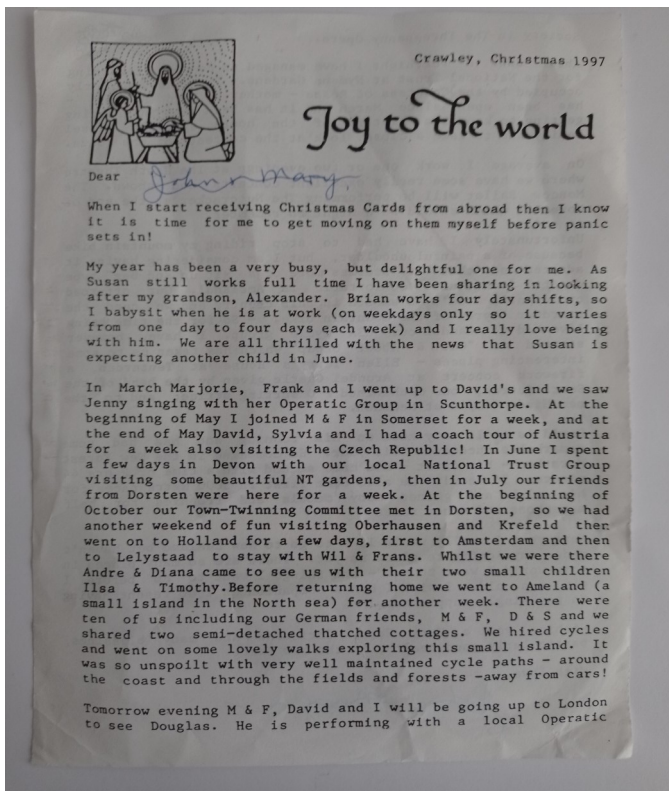 Crawley, Christmas 1997
Joy to the world
Dear John & Mary.
When I start receiving Christmas Cards from abroad then I know
it is time for me to get moving on them myself before panic
sets in!
My year has been a very busy, but delightful one for me. As
Susan still works full time I have been sharing in looking
after my grandson, Alexander. Brian works four day shifts, so
I babysit when he is at work (on weekdays only so it varies
from one day to four days each week) and I really love being
with him. We are all thrilled with the news that Susan is
expecting another child in June.
In March Marjorie, Frank and I went up to David's and we saw
Jenny singing with her Operatic Group in Scunthorpe. At the
beginning of May I joined M & F in Somerset for a week, and at
the end of May David, Sylvia and I had a coach tour of Austria
for a week also visiting the Czech Republic! In June I spent
a few days in Devon with our local National Trust Group
visiting some beautiful NT gardens, then in July our friends
from Dorsten were here for a week. At the beginning of
October our Town-Twinning Committee met in Dorsten, so we had
another weekend of fun visiting Oberhausen and Krefeld then
went on to Holland for a few days, first to Amsterdam and then
to Lelystaad to stay with Wil & Frans. Whilst we were there
Andre & Diana came to see us with their two small children
Ilsa & Timothy.Before returning home we went to Ameland (a
small island in the North sea) for another week. There were
ten of us including our German friends, M & F, D & S and we
shared two semi-detached thatched cottages. We hired cycles
and went on some lovely walks exploring this small island. It
was so unspoilt with very well maintained cycle paths - around
the coast and through the fields and forests -away from cars!
Tomorrow evening M & F, David and I will be going up to London
to see Douglas. He is performing with a local Operatic